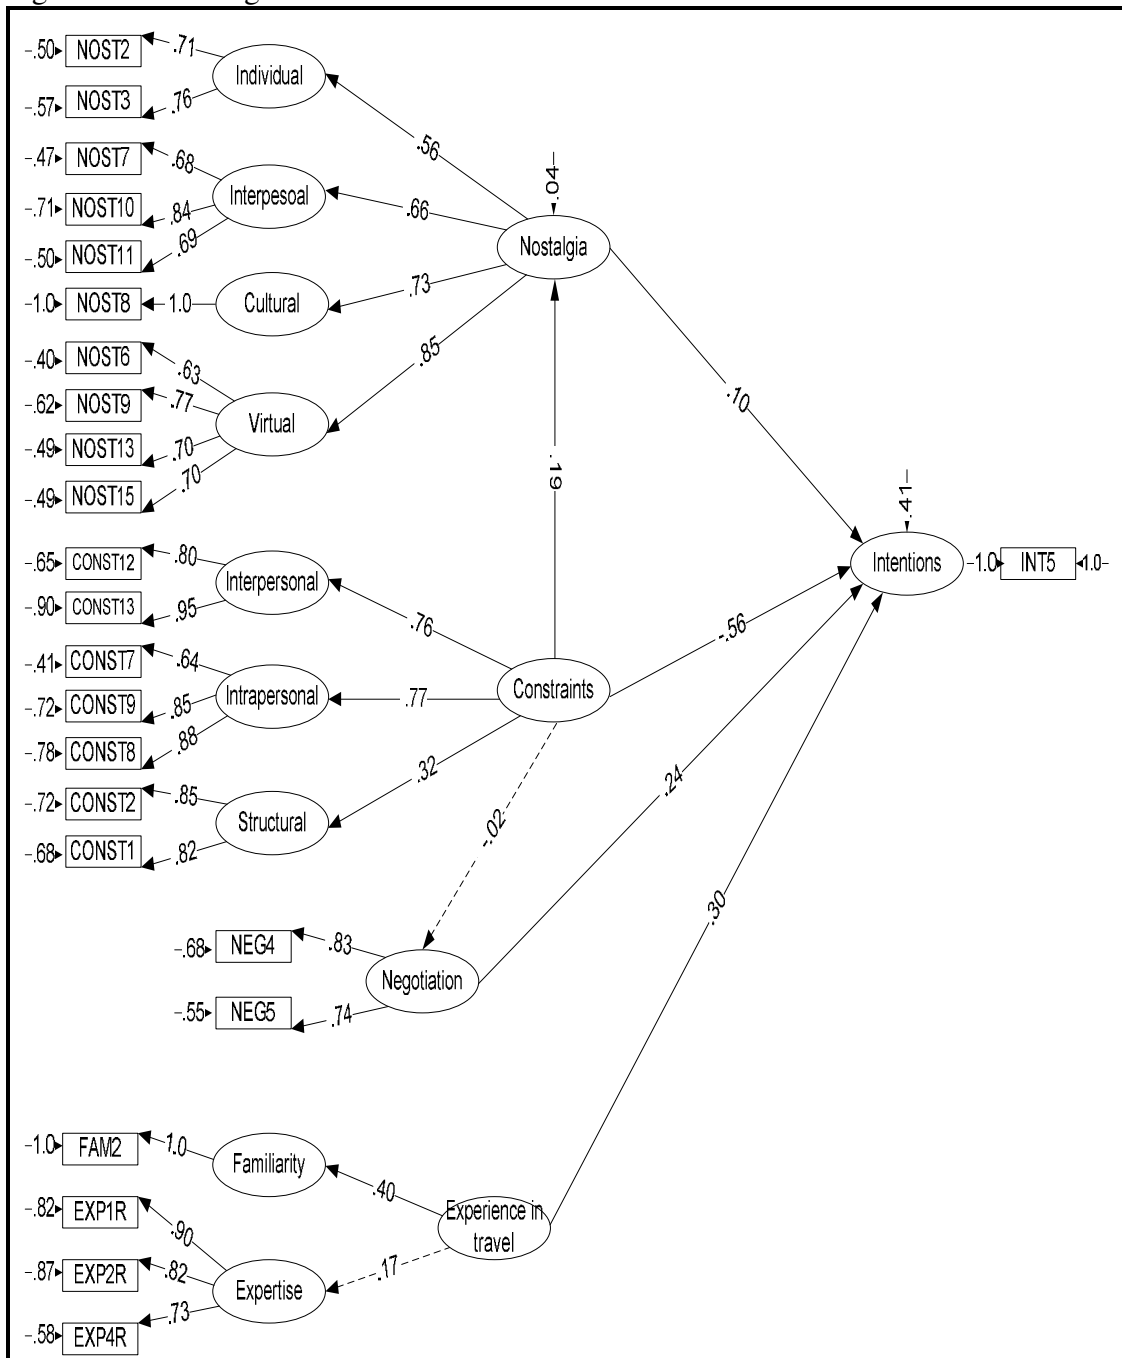 -.50 NOST2 .71
Individual
-.57 NOST3 .76
.56
-.47 NOST7 .68
Interpesoal
-.71 NOST10 .84
.66
-.50 NOST11 .69
.04
Nostalgia
-1.0 NOST8 1.0 Cultural
.73
-.40 NOST6 .63
.85
-.62 NOST9 .77
Virtual
-.49 NOST13 .70
-.49 NOST15 .70
.10
.19
.41
-.65 CONST12 .80
Interpersonal
-.90 CONST13 .95
.76
Intentions -1.0 INT5 1.0-
-.56
-.41 CONST7 .64
Intrapersonal
-.72 CONST9 .85
.77
Constraints
-.78 CONST8 .88
.32
-.72 CONST2 .85
Structural
-.68 CONST1 .82
-.02
.24
-.68 NEG4 .83
Negotiation
-.55 NEG5 .74
.30
-1.0 FAM2 1.0
Familiarity
.40
-.82 EXP1R .90
Experience in
travel
.17
-.87 EXP2R .82
Expertise
-.58 EXP4R .73